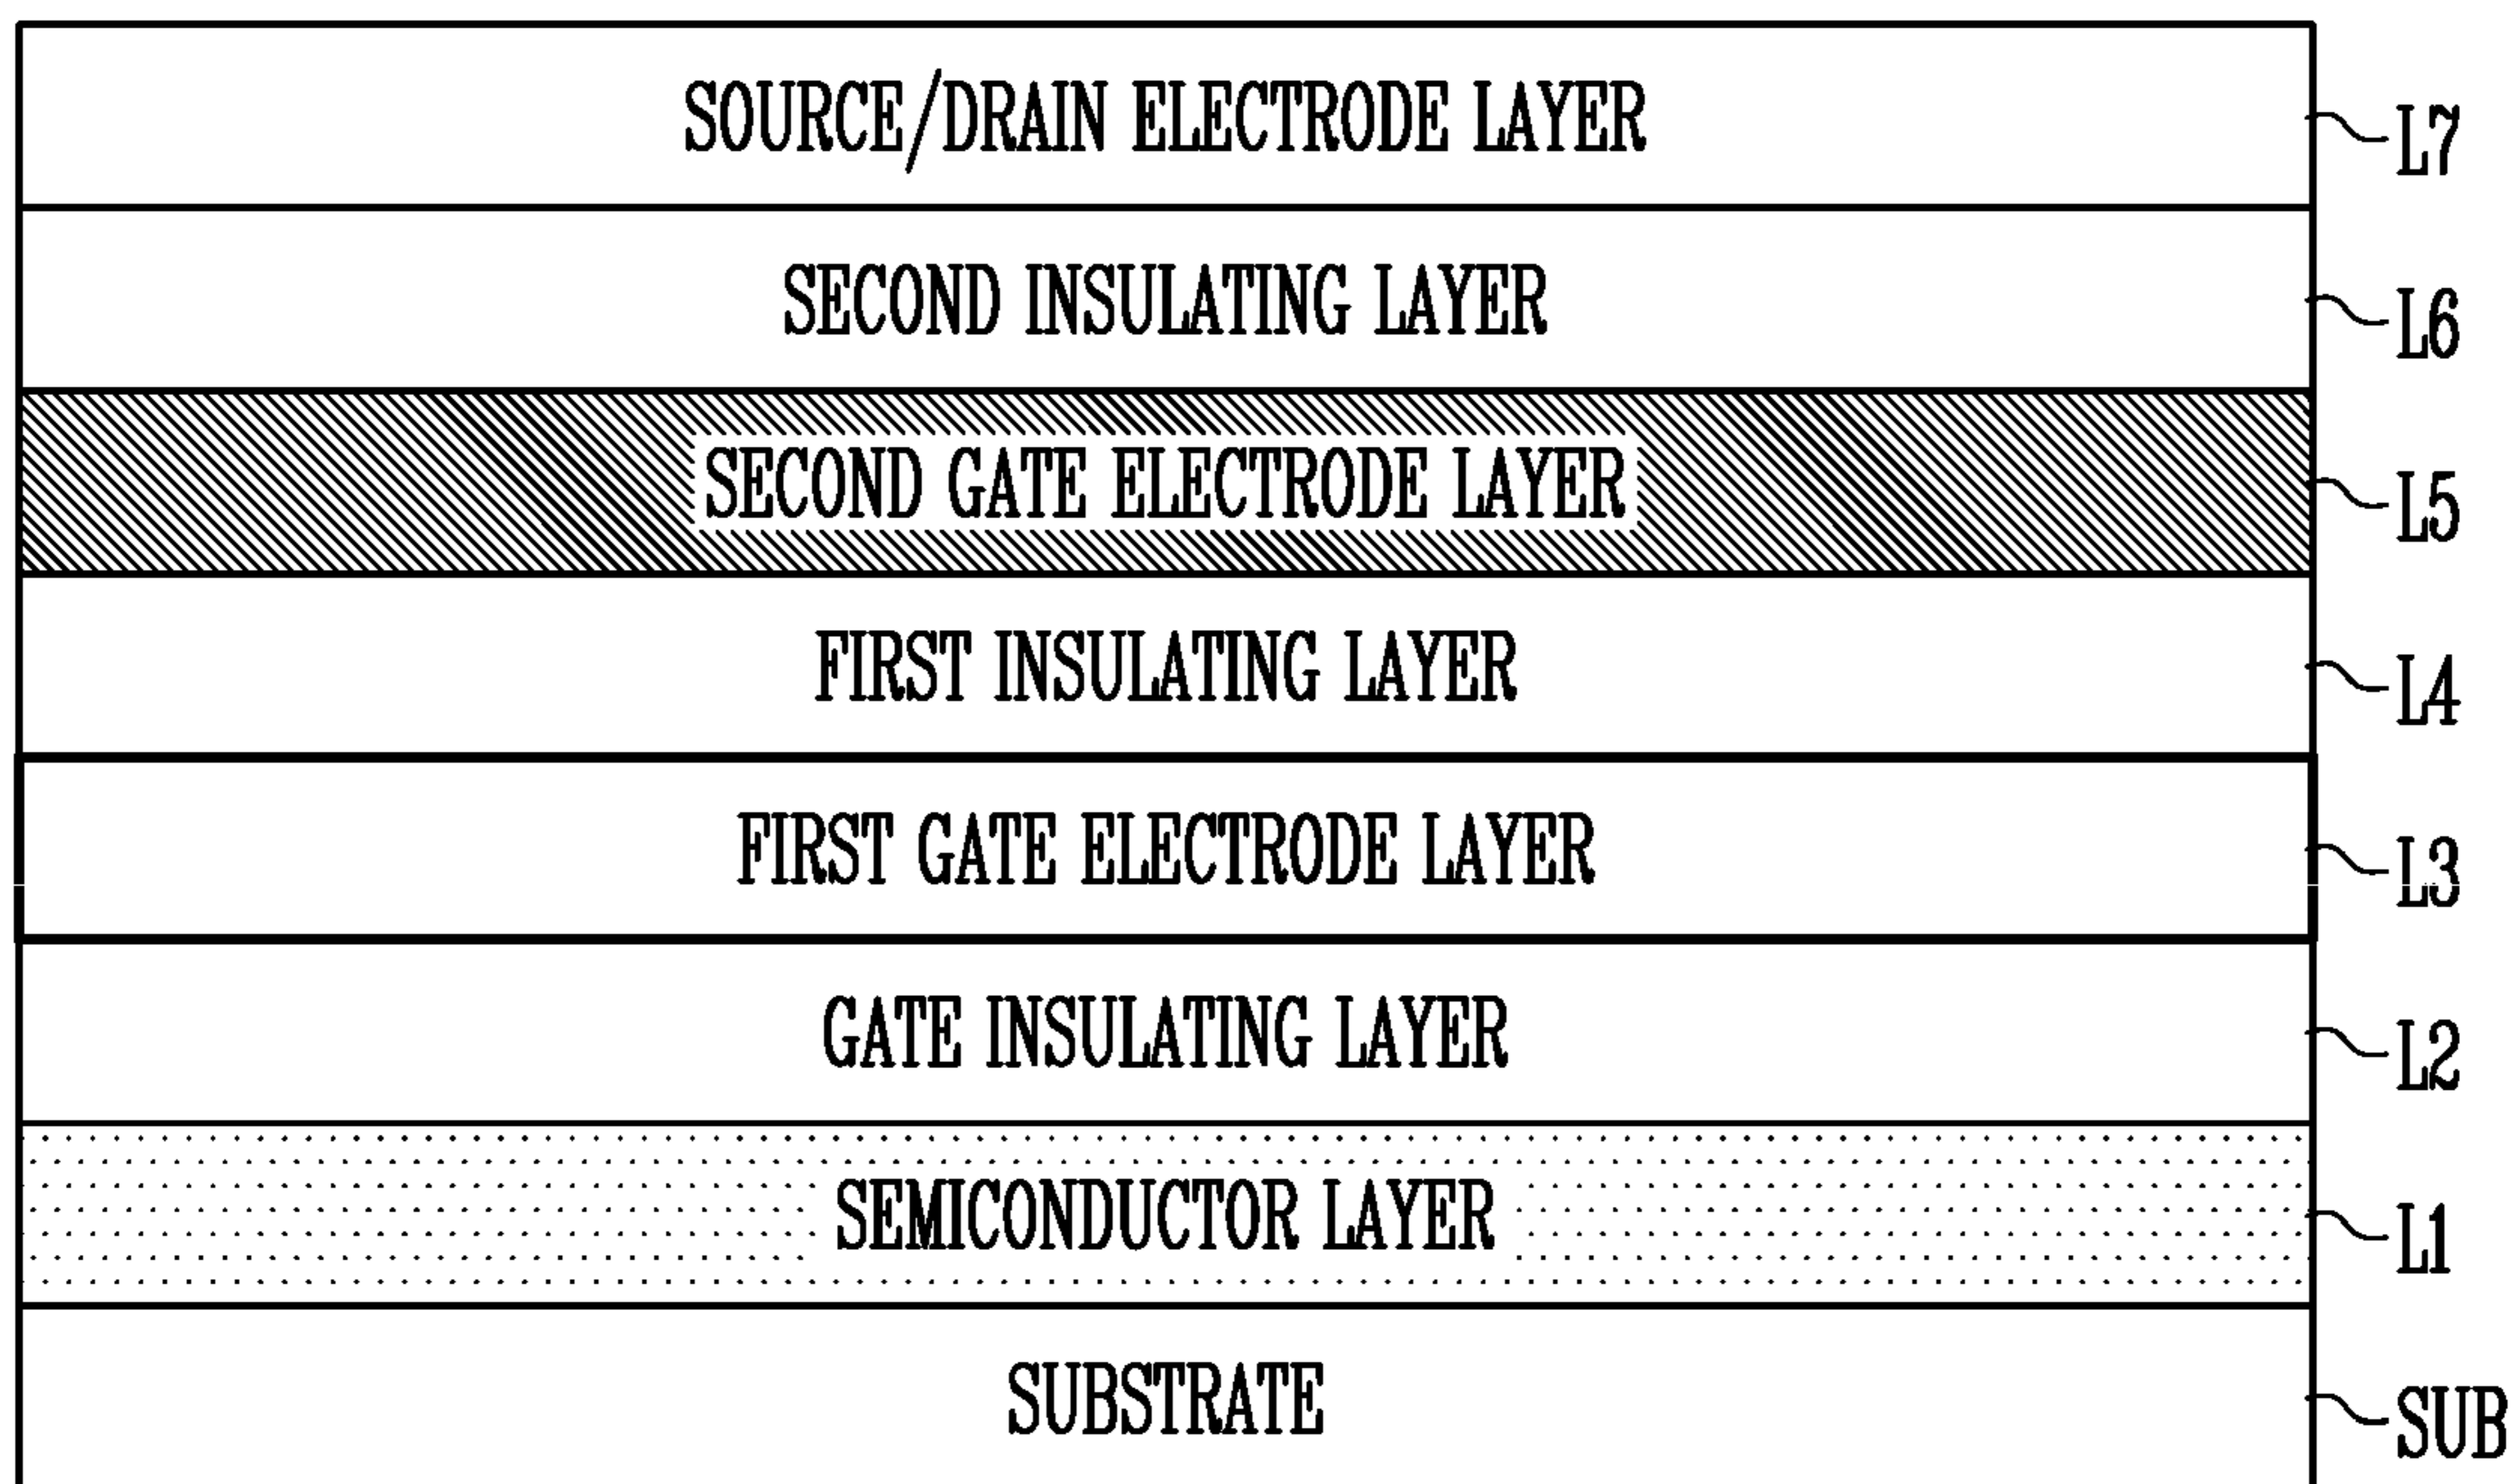 SOURCE/DRAIN ELECTRODE LAYER L7
SECOND INSULATING LAYER L6
SECOND GATE ELECTRODE LAYER L5
FIRST INSULATING LAYER L4
FIRST GATE ELECTRODE LAYER L3
GATE INSULATING LAYER L2
SEMICONDUCTOR LAYER L1
SUBSTRATE SUB